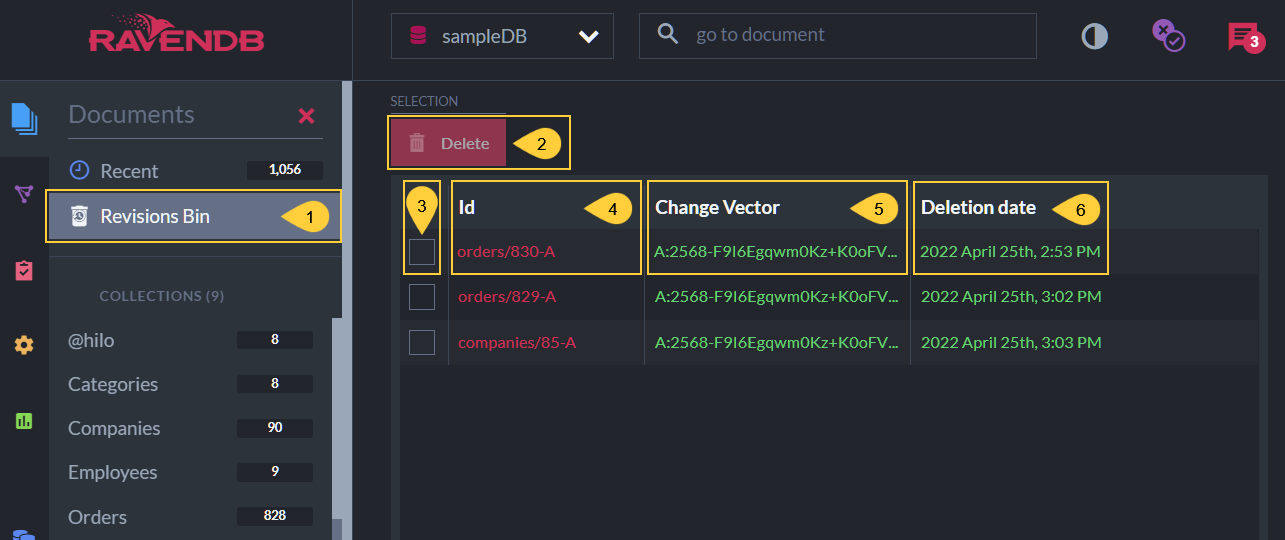 RAVENDB
sampleDB
go to document
3
Documents
Recent 1,056
Revisions Bin 1
COLLECTIONS (9)
@hilo 8
Categories 8
Companies 90
Employees 9
Orders 828
SELECTION
Delete 2
3 Id 4 Change Vector 5 Deletion date 6
orders/830-A A:2568-F9I6Egqwm0Kz+K0oFV... 2022 April 25th, 2:53 PM
orders/829-A A:2568-F9I6Egqwm0Kz+K0oFV... 2022 April 25th, 3:02 PM
companies/85-A A:2568-F9I6Egqwm0Kz+K0oFV... 2022 April 25th, 3:03 PM